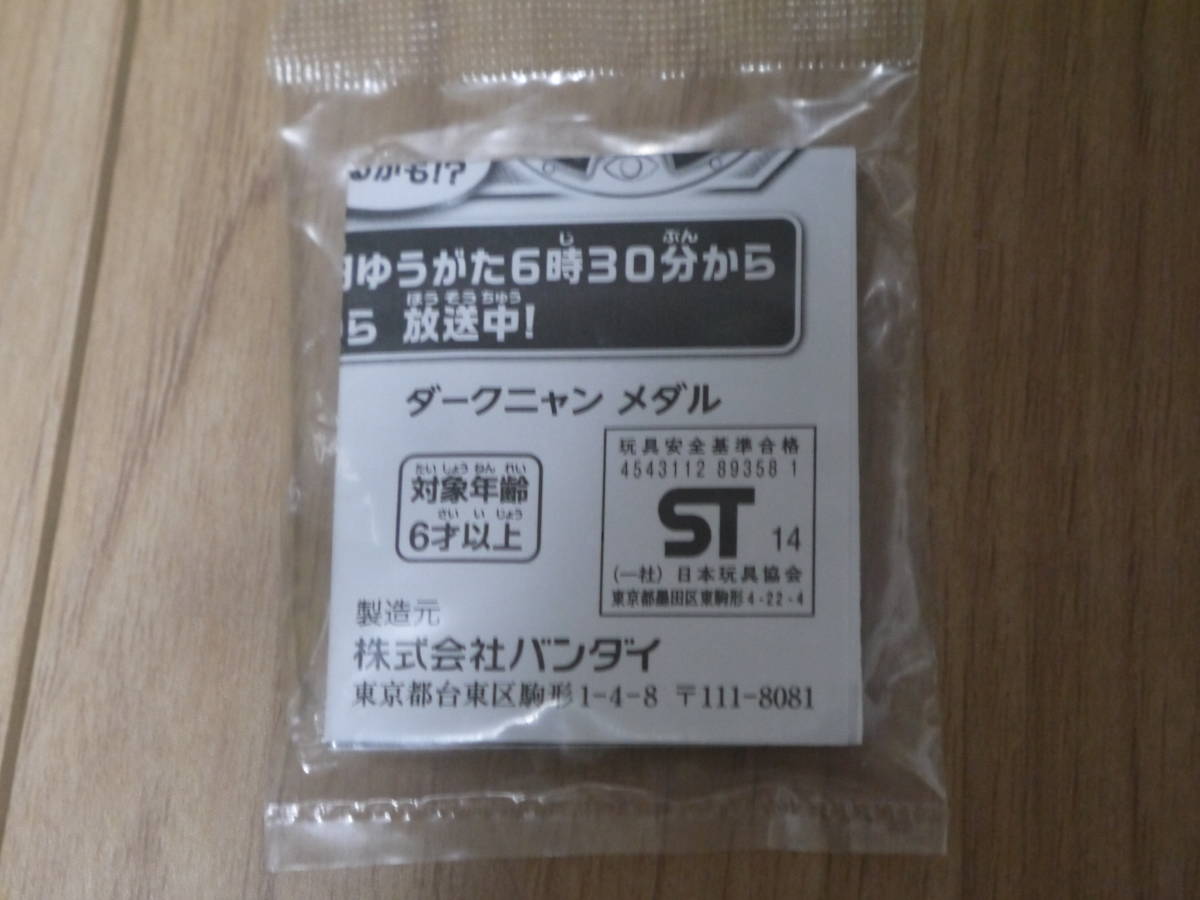 るかも!?
ゆうがた6時30分から
じ ぶん
ら 放送中!
ほう そう ちゅう
ダークニャン メダル
対象年齢
たい しょう ねん れい
6才以上
さい い じょう
玩具安全基準合格
4543112 89358 1
ST 14
(一社) 日本玩具協会
東京都墨田区東駒形4-22-4
製造元
株式会社バンダイ
東京都台東区駒形1-4-8 〒111-8081